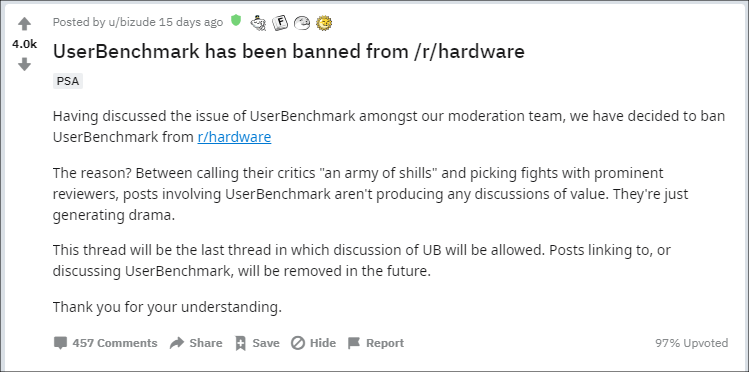 Posted by u/bizude 15 days ago
4.0k
UserBenchmark has been banned from /r/hardware
PSA
Having discussed the issue of UserBenchmark amongst our moderation team, we have decided to ban
UserBenchmark from r/hardware
The reason? Between calling their critics "an army of shills" and picking fights with prominent
reviewers, posts involving UserBenchmark aren't producing any discussions of value. They're just
generating drama.
This thread will be the last thread in which discussion of UB will be allowed. Posts linking to, or
discussing UserBenchmark, will be removed in the future.
Thank you for your understanding.
457 Comments Share Save Hide Report 97% Upvoted